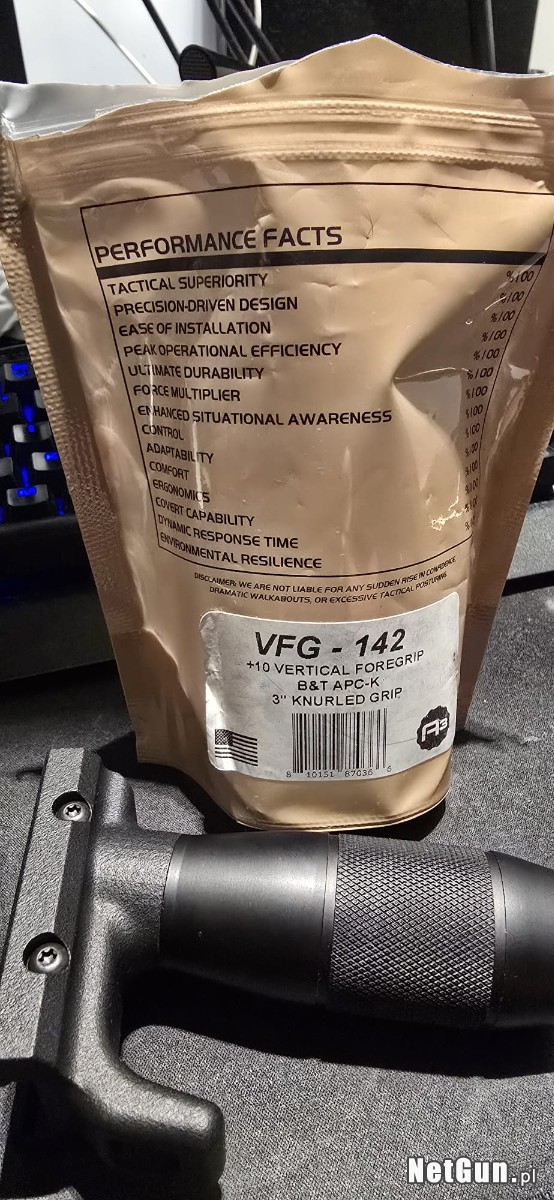 PERFORMANCE FACTS
TACTICAL SUPERIORITY %100
PRECISION-DRIVEN DESIGN %100
EASE OF INSTALLATION %100
PEAK OPERATIONAL EFFICIENCY %100
ULTIMATE DURABILITY %100
FORCE MULTIPLIER %100
ENHANCED SITUATIONAL AWARENESS %100
CONTROL %100
ADAPTABILITY %100
COMFORT %100
ERGONOMICS %100
COVERT CAPABILITY %100
DYNAMIC RESPONSE TIME %100
ENVIRONMENTAL RESILIENCE %100
DISCLAIMER: WE ARE NOT LIABLE FOR ANY SUDDEN RISE IN CONFIDENCE,
DRAMATIC WALKABOUTS, OR EXCESSIVE TACTICAL POSTURING.
VFG - 142
+10 VERTICAL FOREGRIP
B&T APC-K
3" KNURLED GRIP
A3
8 10151 87036 6
NetGun.pl